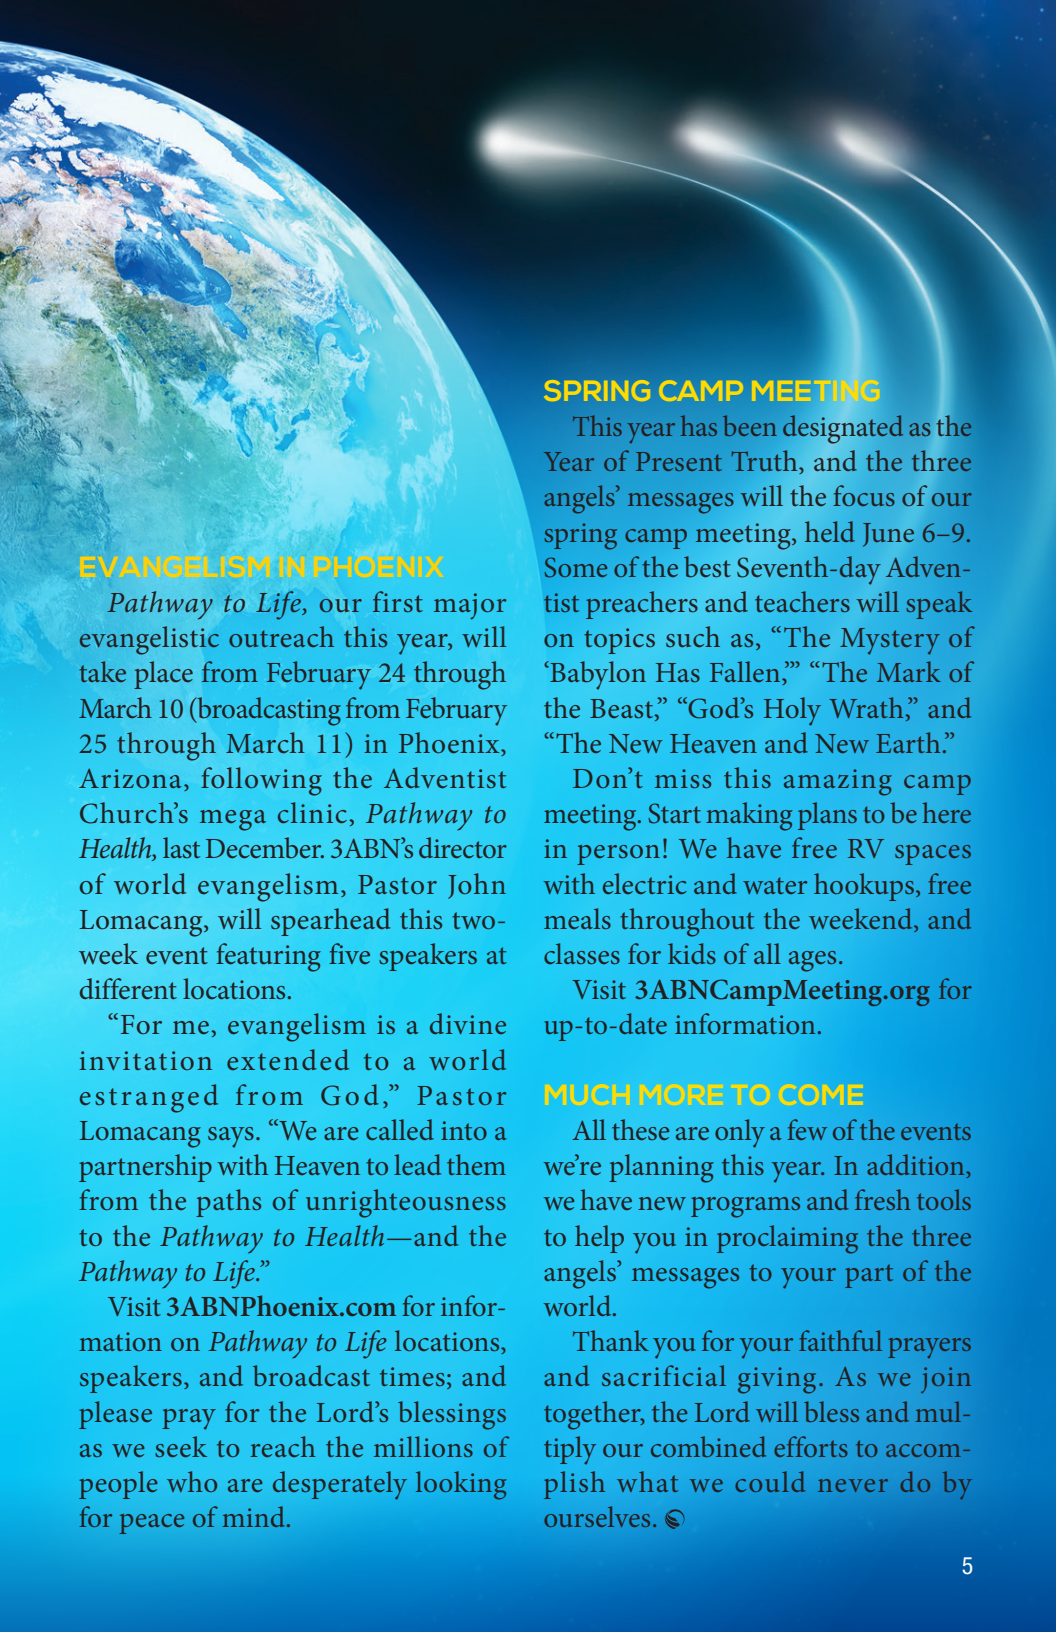 EVANGELISM IN PHOENIX
Pathway to Life, our first major
evangelistic outreach this year, will
take place from February 24 through
March 10 (broadcasting from February
25 through March 11) in Phoenix,
Arizona, following the Adventist
Church’s mega clinic, Pathway to
Health, last December. 3ABN’s director
of world evangelism, Pastor John
Lomacang, will spearhead this two-
week event featuring five speakers at
different locations.
“For me, evangelism is a divine
invitation extended to a world
estranged from God,” Pastor
Lomacang says. “We are called into a
partnership with Heaven to lead them
from the paths of unrighteousness
to the Pathway to Health—and the
Pathway to Life.”
Visit 3ABNPhoenix.com for infor-
mation on Pathway to Life locations,
speakers, and broadcast times; and
please pray for the Lord’s blessings
as we seek to reach the millions of
people who are desperately looking
for peace of mind.
SPRING CAMP MEETING
This year has been designated as the
Year of Present Truth, and the three
angels’ messages will the focus of our
spring camp meeting, held June 6–9.
Some of the best Seventh-day Adven-
tist preachers and teachers will speak
on topics such as, “The Mystery of
‘Babylon Has Fallen,’” “The Mark of
the Beast,” “God’s Holy Wrath,” and
“The New Heaven and New Earth.”
Don’t miss this amazing camp
meeting. Start making plans to be here
in person! We have free RV spaces
with electric and water hookups, free
meals throughout the weekend, and
classes for kids of all ages.
Visit 3ABNCampMeeting.org for
up-to-date information.
MUCH MORE TO COME
All these are only a few of the events
we’re planning this year. In addition,
we have new programs and fresh tools
to help you in proclaiming the three
angels’ messages to your part of the
world.
Thank you for your faithful prayers
and sacrificial giving. As we join
together, the Lord will bless and mul-
tiply our combined efforts to accom-
plish what we could never do by
ourselves.
5